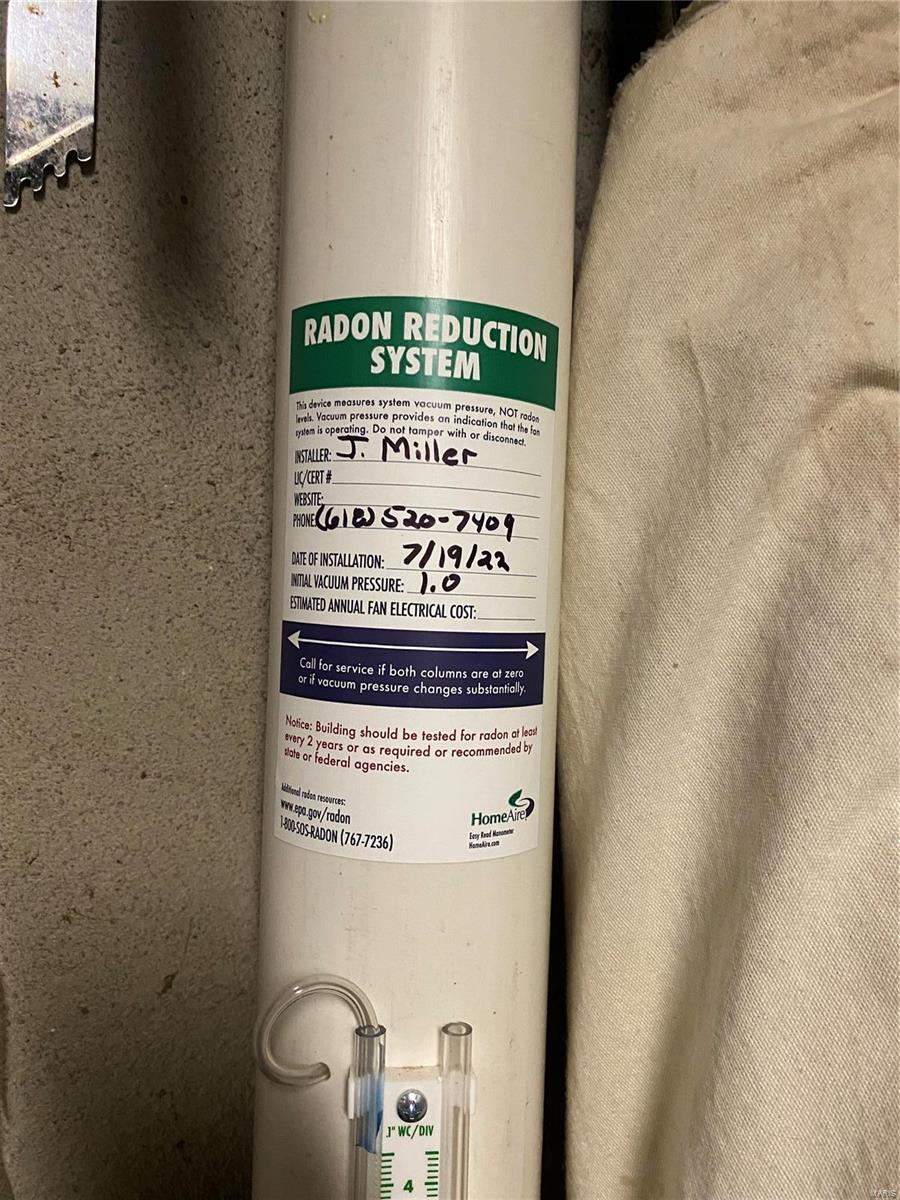 RADON REDUCTION
SYSTEM
This device measures system vacuum pressure, NOT radon
levels. Vacuum pressure provides an indication that the fan
system is operating. Do not tamper with or disconnect.
INSTALLER: J. Miller
LIC/CERT #
WEBSITE:
PHONE: (618) 520-7409
DATE OF INSTALLATION: 7/19/22
INITIAL VACUUM PRESSURE: 1.0
ESTIMATED ANNUAL FAN ELECTRICAL COST:
Call for service if both columns are at zero
or if vacuum pressure changes substantially.
Notice: Building should be tested for radon at least
every 2 years or as required or recommended by
state or federal agencies.
Additional radon resources:
www.epa.gov/radon
1-800-SOS-RADON (767-7236)
HomeAire
Easy Read Manometer
HomeAire.com
.1" WC/DIV
4
MARIS